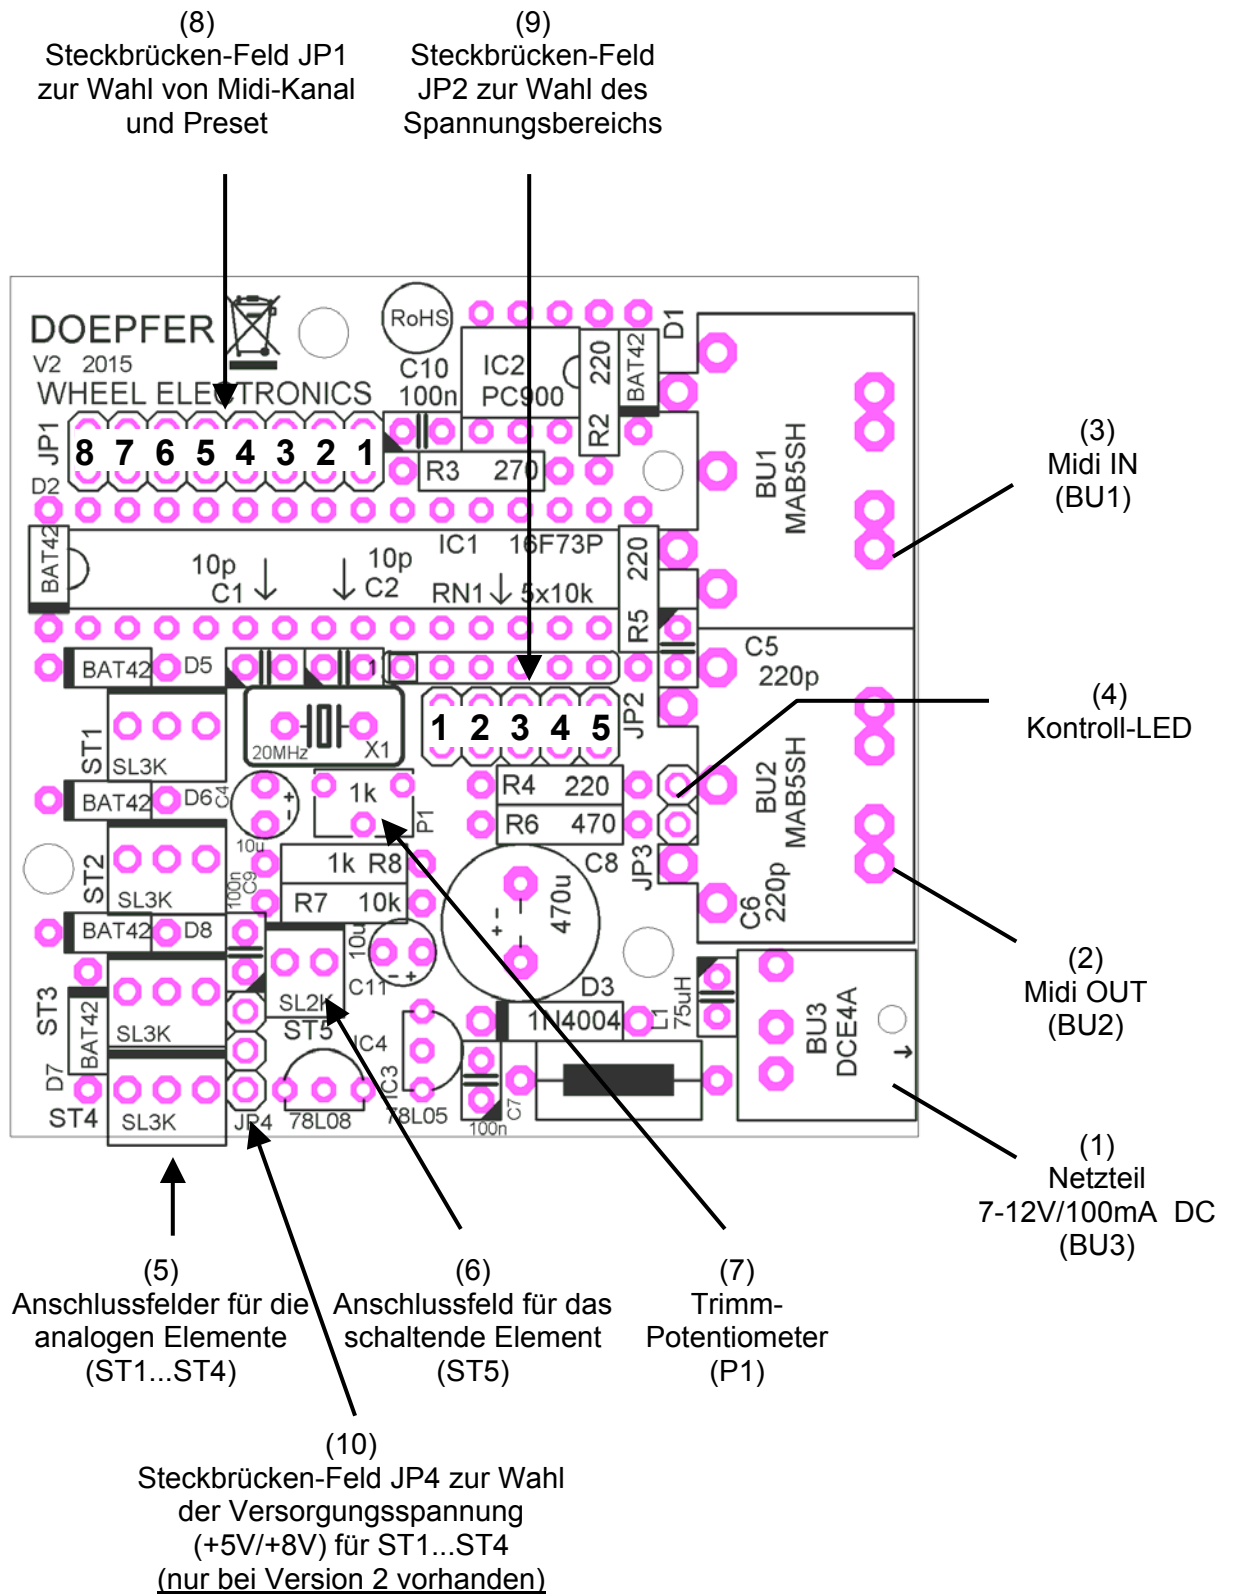 (8)
Steckbrücken-Feld JP1
zur Wahl von Midi-Kanal
und Preset
(9)
Steckbrücken-Feld
JP2 zur Wahl des
Spannungsbereichs
DOEPFER
V2 2015
WHEEL ELECTRONICS
RoHS
C10
100n
IC2
PC900
220
R2
BAT42
D1
JP1
8 7 6 5 4 3 2 1
R3 270
D2
BAT42
BU1
MAB5SH
(3)
Midi IN
(BU1)
IC1 16F73P
10p
C1
10p
C2
RN1 5x10k
220
R5
C5
220p
BAT42 D5
1
ST1
SL3K
20MHz X1
1 2 3 4 5
JP2
(4)
Kontroll-LED
BU2
MAB5SH
BAT42 D6
C4
10u
+
-
1k
P1
R4 220
R6 470
JP3
ST2
SL3K
100n
C9
1k R8
R7 10k
C8
470u
+ -
C6
220p
BAT42 D8
10u
C11
- +
SL2K
ST5
(2)
Midi OUT
(BU2)
ST3
SL3K
BAT42
D7
D3
1N4004
L1
75uH
BU3
DCE4A
IC4
IC3
ST4
SL3K
JP4
78L08
78L05
100n
C7
(1)
Netzteil
7-12V/100mA DC
(BU3)
(5)
Anschlussfelder für die
analogen Elemente
(ST1...ST4)
(6)
Anschlussfeld für das
schaltende Element
(ST5)
(7)
Trimm-
Potentiometer
(P1)
(10)
Steckbrücken-Feld JP4 zur Wahl
der Versorgungsspannung
(+5V/+8V) für ST1...ST4
(nur bei Version 2 vorhanden)